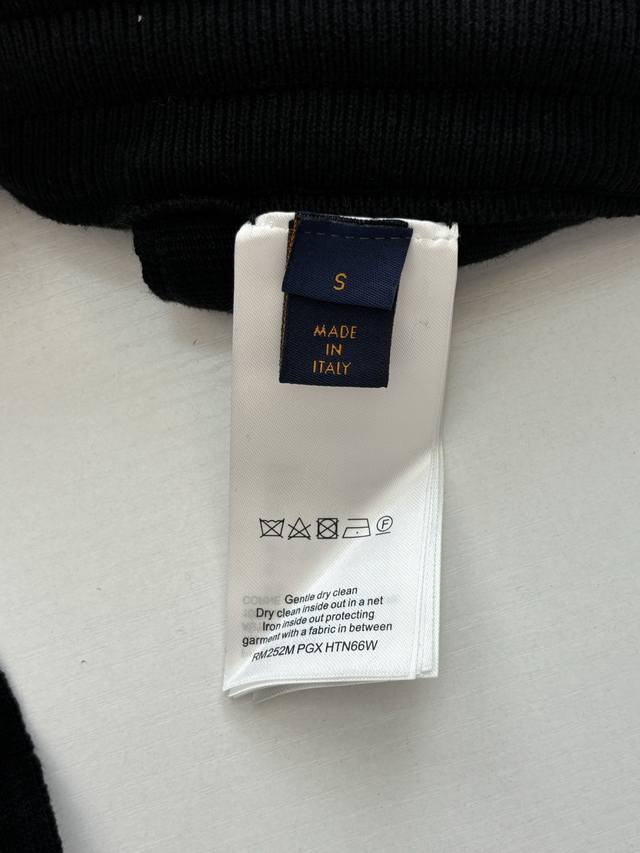 S
MADE
IN
ITALY
F
Gentle dry clean
Dry clean inside out in a net
Iron inside out protecting
garment with a fabric in between
RM252M PGX HTN66W